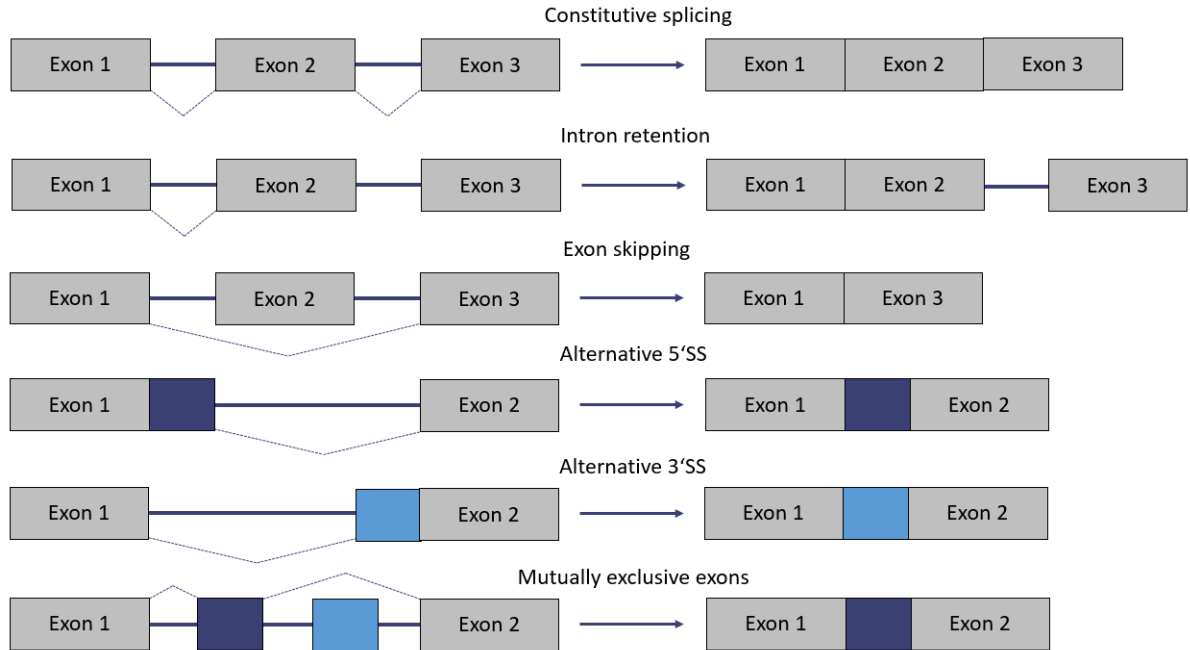 Constitutive splicing
Exon 1 Exon 2 Exon 3 Exon 1 Exon 2 Exon 3
Intron retention
Exon 1 Exon 2 Exon 3 Exon 1 Exon 2 Exon 3
Exon skipping
Exon 1 Exon 2 Exon 3 Exon 1 Exon 3
Alternative 5‘SS
Exon 1 Exon 2 Exon 1 Exon 2
Alternative 3‘SS
Exon 1 Exon 2 Exon 1 Exon 2
Mutually exclusive exons
Exon 1 Exon 2 Exon 1 Exon 2